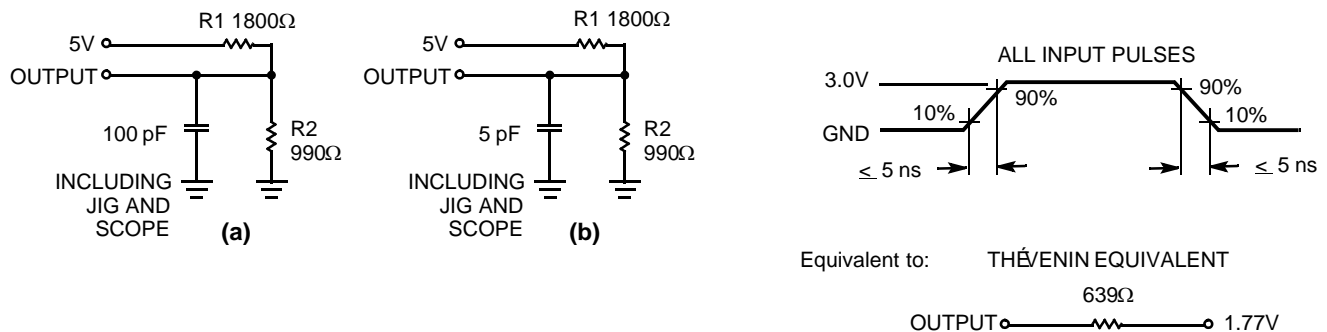 R1 1800Ω
5V
OUTPUT
100 pF
R2
990Ω
INCLUDING
JIG AND
SCOPE
(a)
R1 1800Ω
5V
OUTPUT
5 pF
R2
990Ω
INCLUDING
JIG AND
SCOPE
(b)
ALL INPUT PULSES
3.0V
90%
90%
10%
10%
GND
≤ 5 ns
≤ 5 ns
Equivalent to: THÉVENIN EQUIVALENT
639Ω
OUTPUT
1.77V